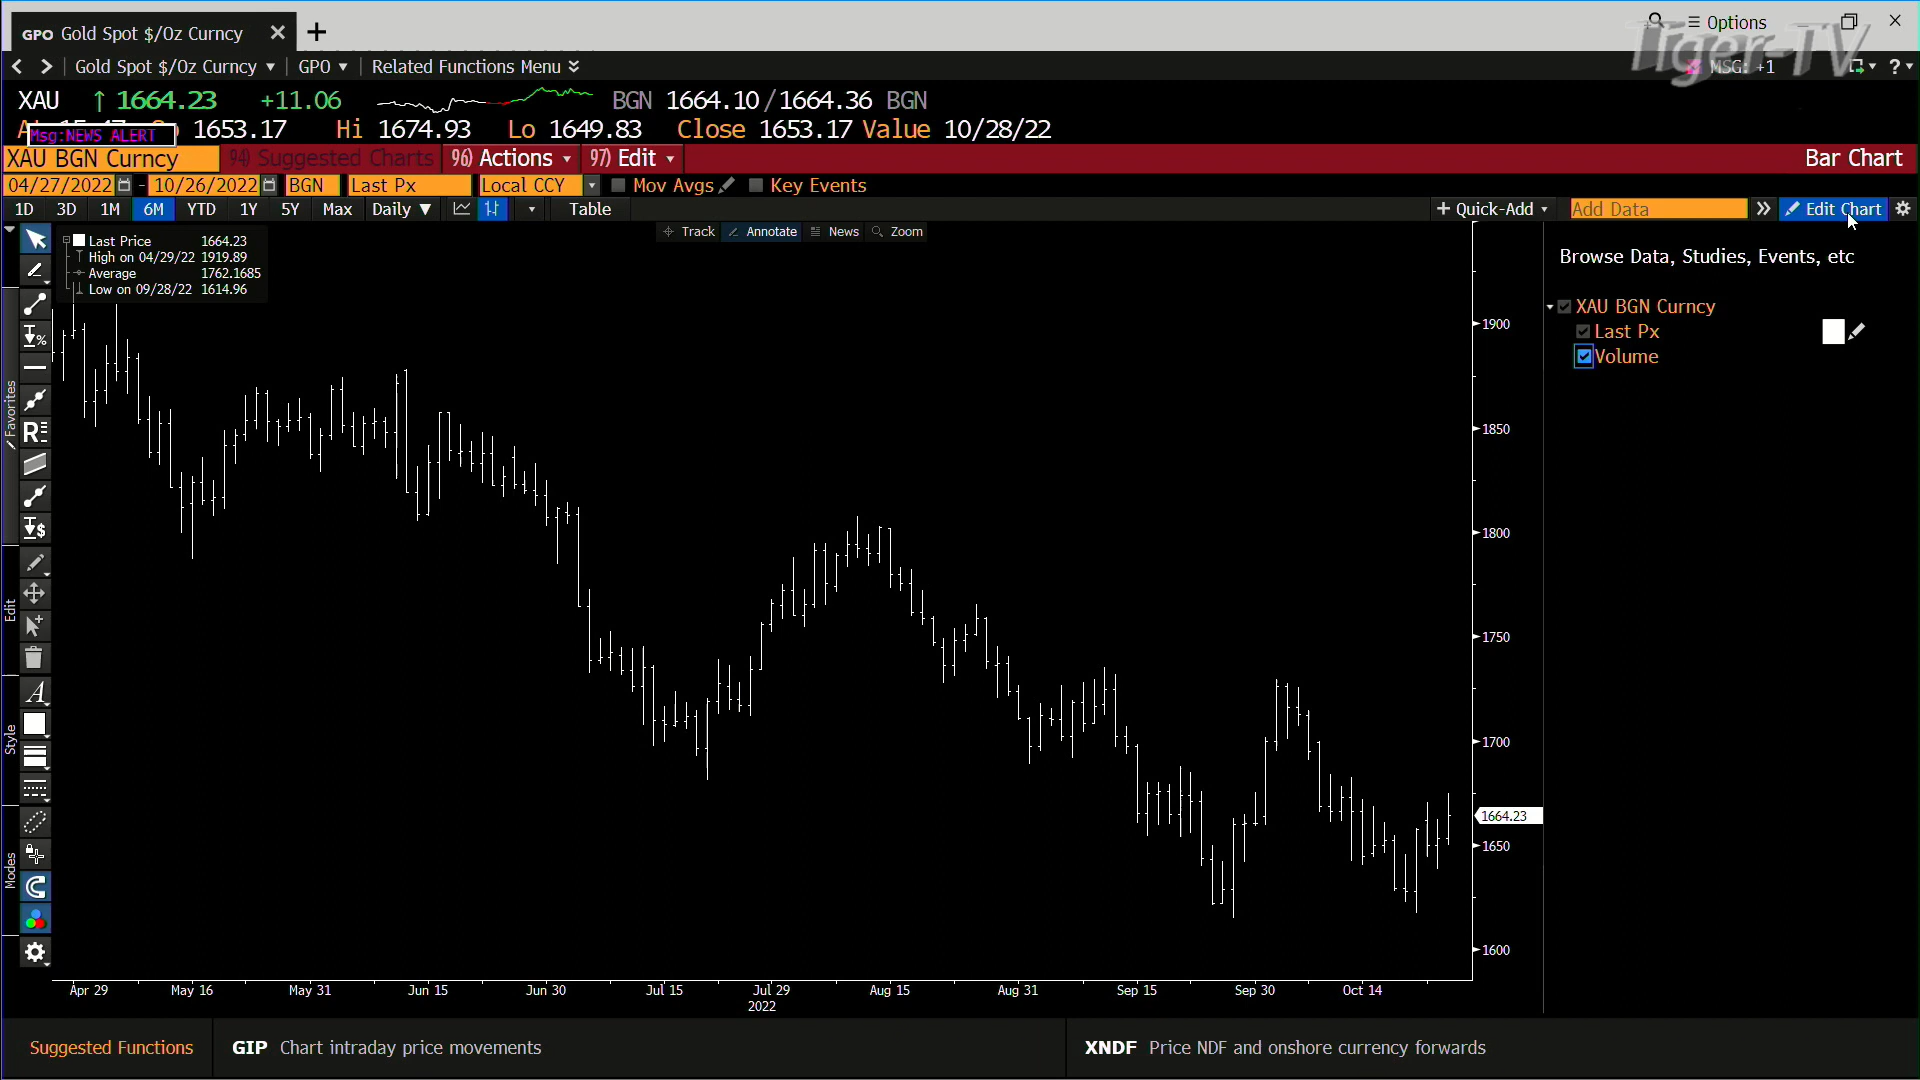 GPO Gold Spot $/Oz Curncy
Options
Tiger-TV
Gold Spot $/Oz Curncy GPO Related Functions Menu
MSG: +1 ?
XAU 1664.23 +11.06 BGN 1664.10/1664.36 BGN
Msg:NEWS ALERT
1653.17 Hi 1674.93 Lo 1649.83 Close 1653.17 Value 10/28/22
XAU BGN Curncy 94) Suggested Charts 96) Actions 97) Edit Bar Chart
04/27/2022 - 10/26/2022 BGN Last Px Local CCY Mov Avgs Key Events
1D 3D 1M 6M YTD 1Y 5Y Max Daily Table + Quick-Add Add Data Edit Chart
Track Annotate News Zoom
Last Price 1664.23
High on 04/29/22 1919.89
Average 1762.1685
Low on 09/28/22 1614.96
Browse Data, Studies, Events, etc
XAU BGN Curncy
Last Px
Volume
Favorites
Edit
Style
Modes
%
R
$
A
1900
1850
1800
1750
1700
1664.23
1650
1600
Apr 29 May 16 May 31 Jun 15 Jun 30 Jul 15 Jul 29 Aug 15 Aug 31 Sep 15 Sep 30 Oct 14
2022
Suggested Functions GIP Chart intraday price movements XNDF Price NDF and onshore currency forwards